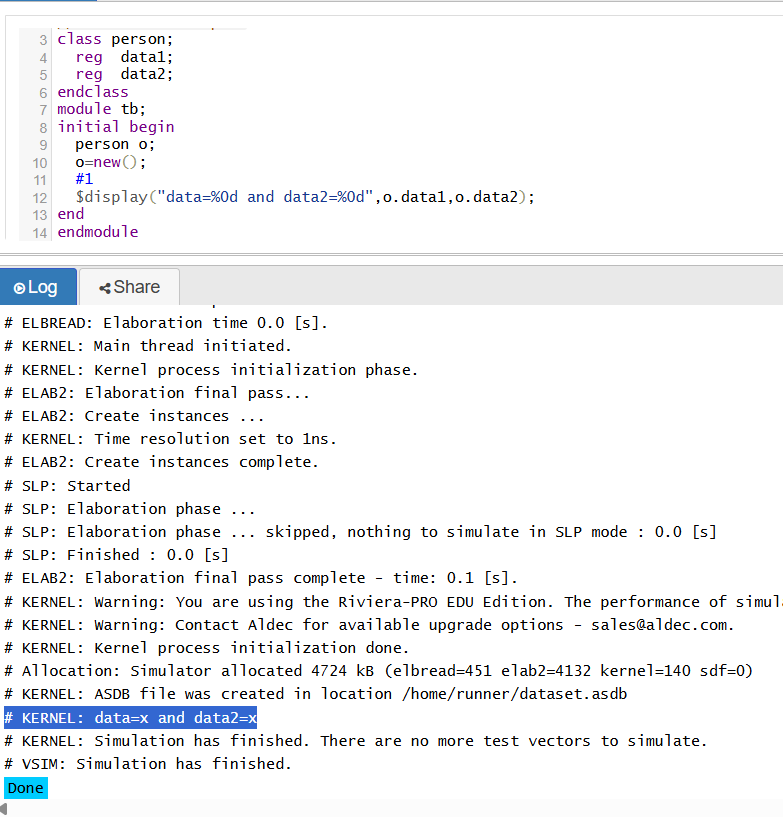 3 class person;
4 reg data1;
5 reg data2;
6 endclass
7 module tb;
8 initial begin
9 person o;
10 o=new();
11 #1
12 $display("data=%0d and data2=%0d",o.data1,o.data2);
13 end
14 endmodule
Log Share
# ELBREAD: Elaboration time 0.0 [s].
# KERNEL: Main thread initiated.
# KERNEL: Kernel process initialization phase.
# ELAB2: Elaboration final pass...
# ELAB2: Create instances ...
# KERNEL: Time resolution set to 1ns.
# ELAB2: Create instances complete.
# SLP: Started
# SLP: Elaboration phase ...
# SLP: Elaboration phase ... skipped, nothing to simulate in SLP mode : 0.0 [s]
# SLP: Finished : 0.0 [s]
# ELAB2: Elaboration final pass complete - time: 0.1 [s].
# KERNEL: Warning: You are using the Riviera-PRO EDU Edition. The performance of simul
# KERNEL: Warning: Contact Aldec for available upgrade options - sales@aldec.com.
# KERNEL: Kernel process initialization done.
# Allocation: Simulator allocated 4724 kB (elbread=451 elab2=4132 kernel=140 sdf=0)
# KERNEL: ASDB file was created in location /home/runner/dataset.asdb
# KERNEL: data=x and data2=x
# KERNEL: Simulation has finished. There are no more test vectors to simulate.
# VSIM: Simulation has finished.
Done